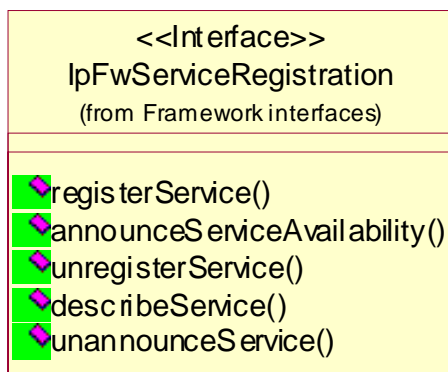 <<Interface>>
IpFwServiceRegistration
(from Framework interfaces)
registerService()
announceServiceAvailability()
unregisterService()
describeService()
unannounceService()